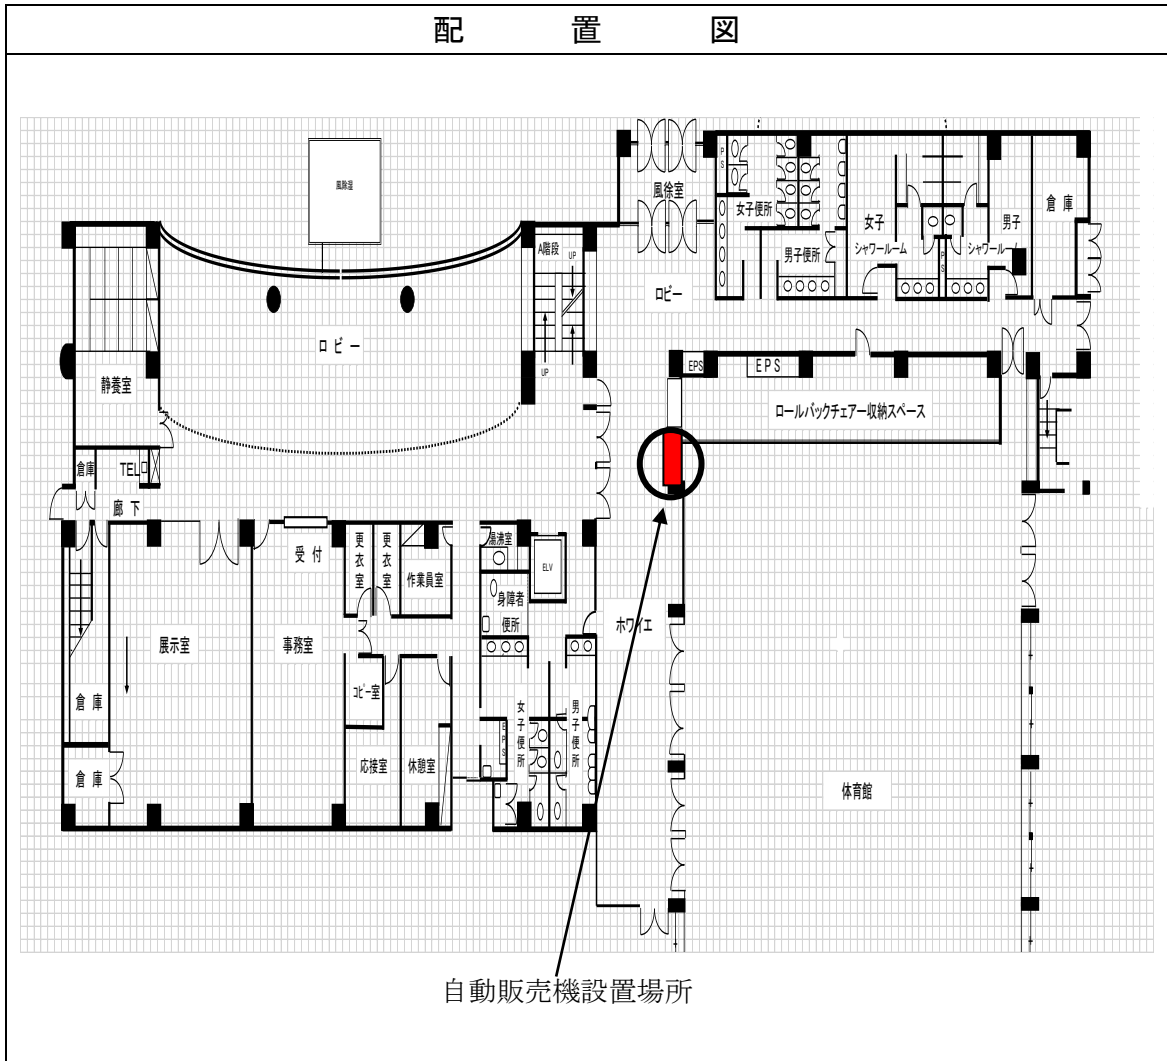 配置図
風除湿
風徐室
PS
女子便所
男子便所
女子
シャワールーム
PS
男子
シャワールーム
倉庫
A階段
UP
UP
ロビー
ロビー
静養室
EPS
EPS
ロールバックチェアー収納スペース
倉庫
TEL
廊下
受付
更衣室
更衣室
作業員室
湯沸室
ELV
身障者
便所
ホワイエ
展示室
事務室
コピー室
倉庫
女子便所
男子便所
EPS
応接室
休憩室
倉庫
体育館
自動販売機設置場所